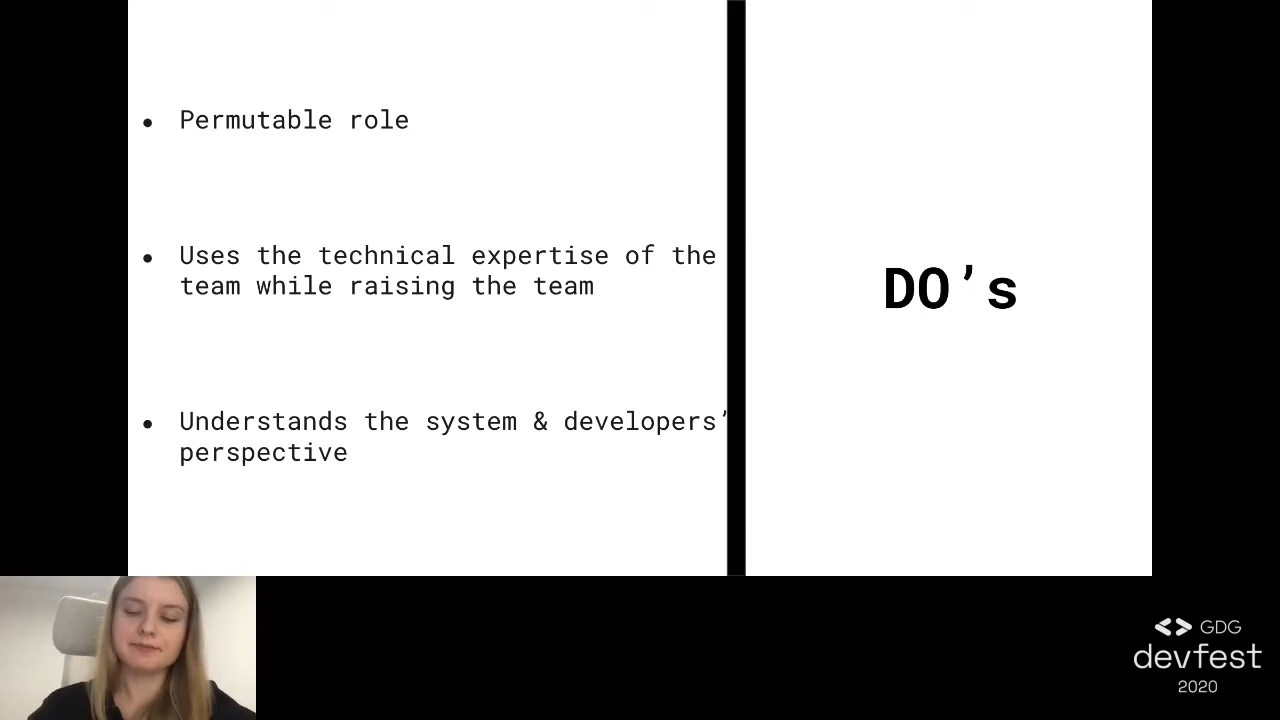 • Permutable role
• Uses the technical expertise of the
team while raising the team
• Understands the system & developers’
perspective
DO’s
<> GDG
devfest
2020